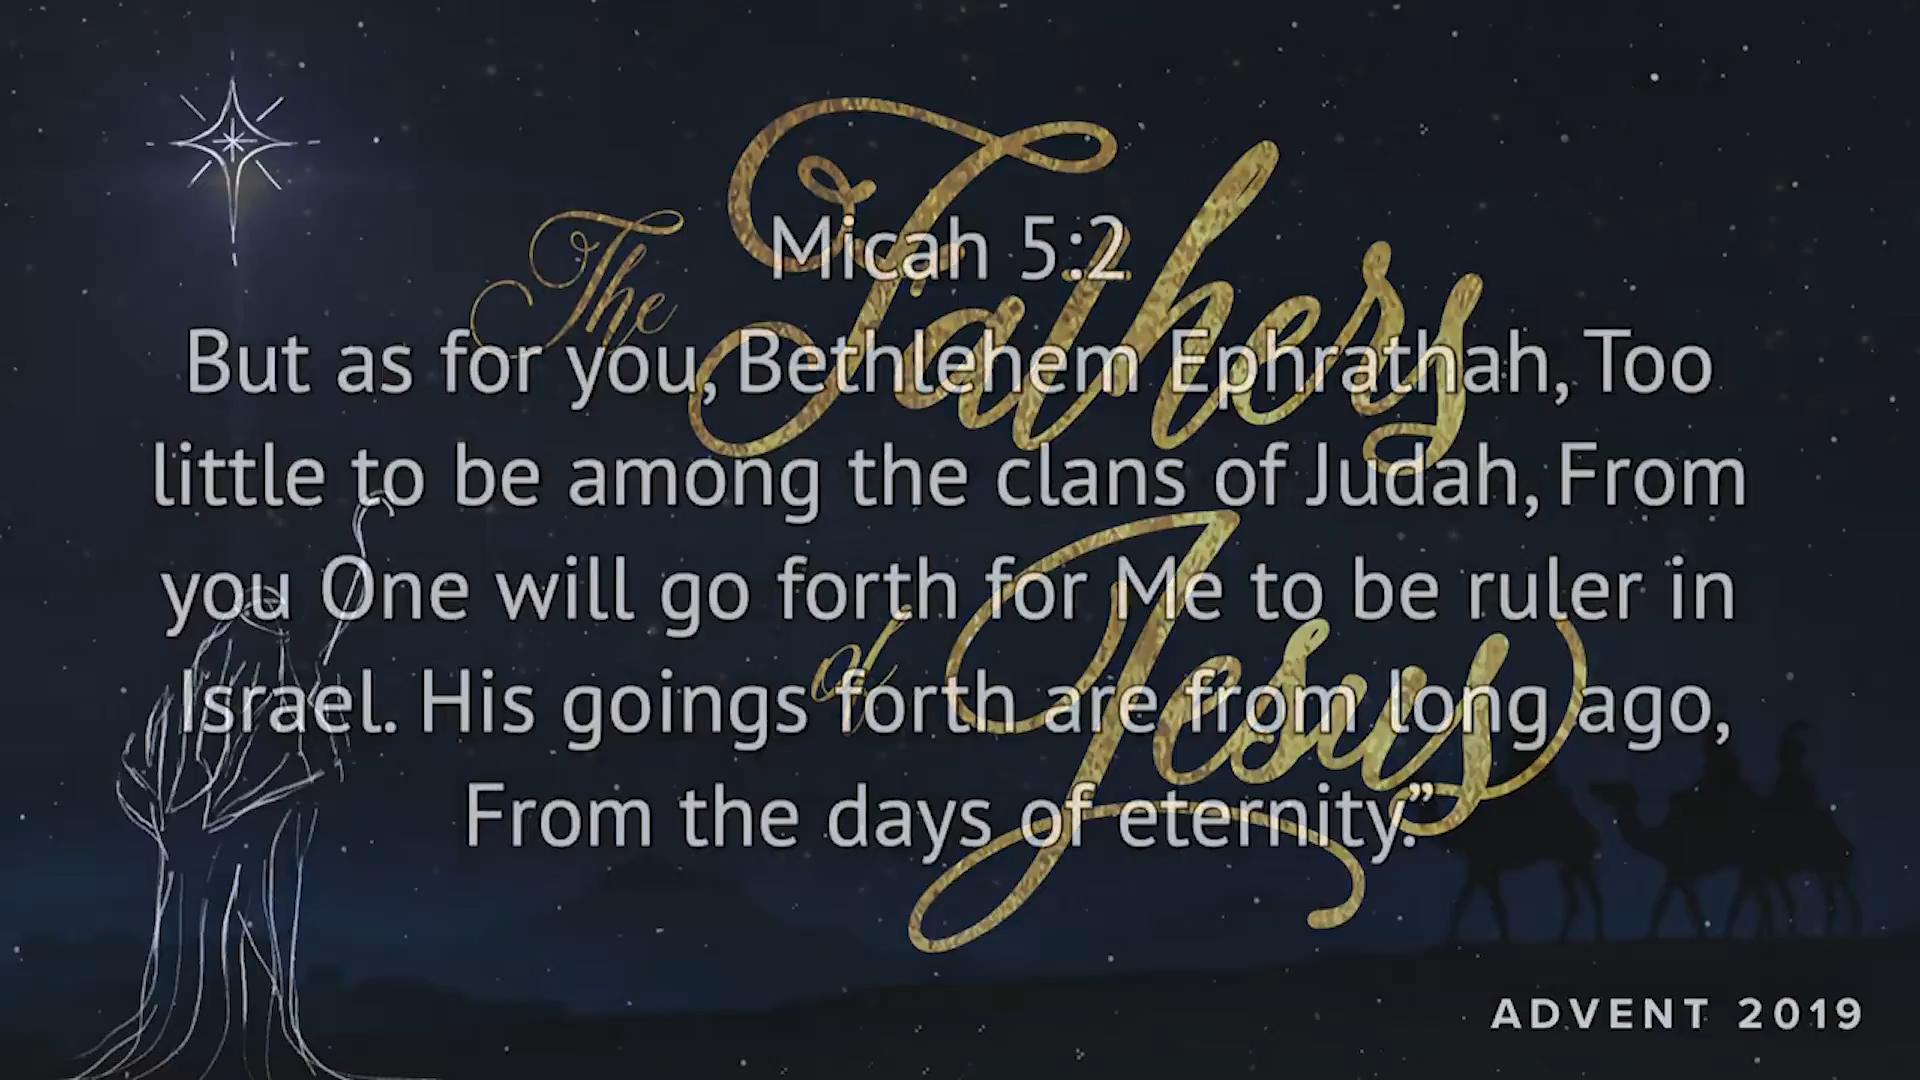 The Fathers
of Jesus
Micah 5:2
But as for you, Bethlehem Ephrathah, Too
little to be among the clans of Judah, From
you One will go forth for Me to be ruler in
Israel. His goings forth are from long ago,
From the days of eternity.”
ADVENT 2019